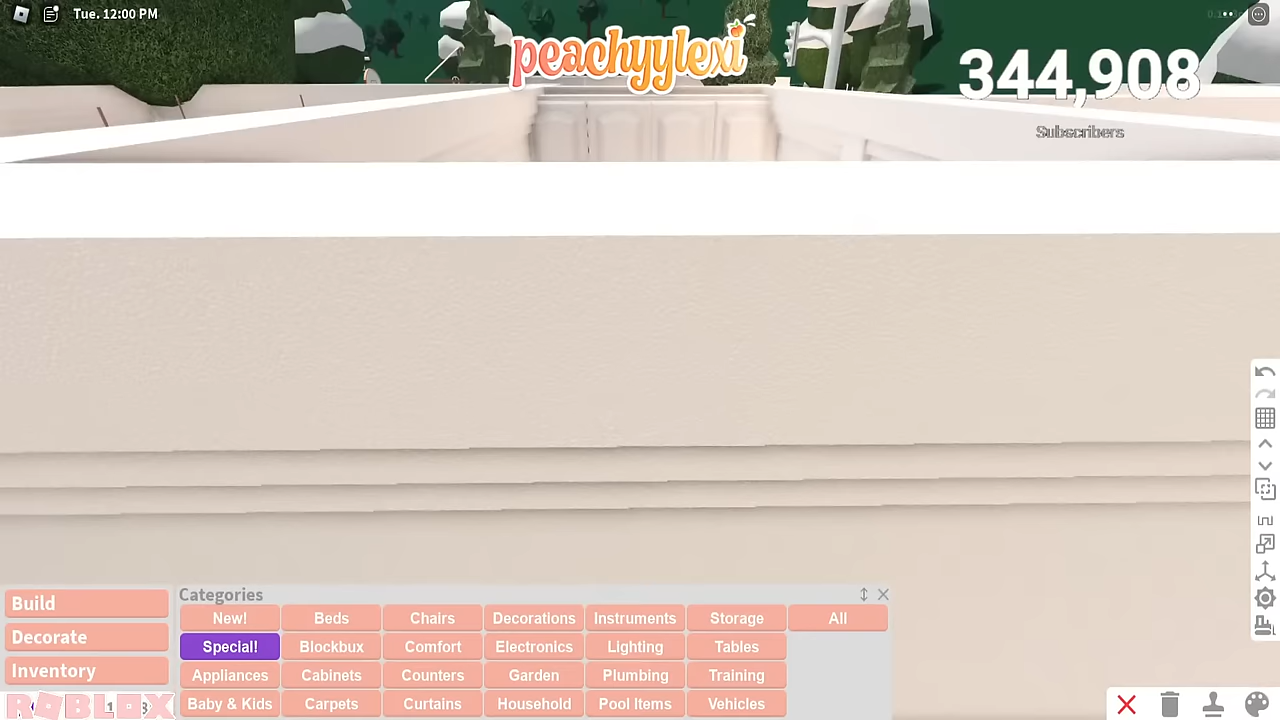 Tue. 12:00 PM
peachyylexi
344,908
Subscribers
Build
Decorate
Inventory
ROBLOX
Categories
New! Beds Chairs Decorations Instruments Storage All
Special! Blockbux Comfort Electronics Lighting Tables
Appliances Cabinets Counters Garden Plumbing Training
Baby & Kids Carpets Curtains Household Pool Items Vehicles